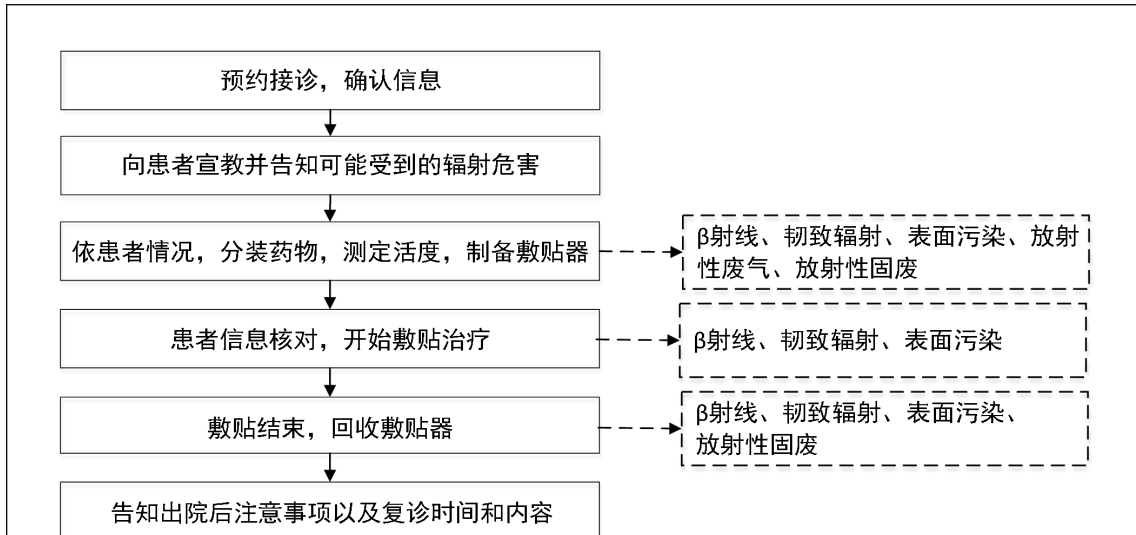 预约接诊，确认信息
向患者宣教并告知可能受到的辐射危害
依患者情况，分装药物，测定活度，制备敷贴器
β射线、韧致辐射、表面污染、放射
性废气、放射性固废
患者信息核对，开始敷贴治疗
β射线、韧致辐射、表面污染
敷贴结束，回收敷贴器
β射线、韧致辐射、表面污染、
放射性固废
告知出院后注意事项以及复诊时间和内容